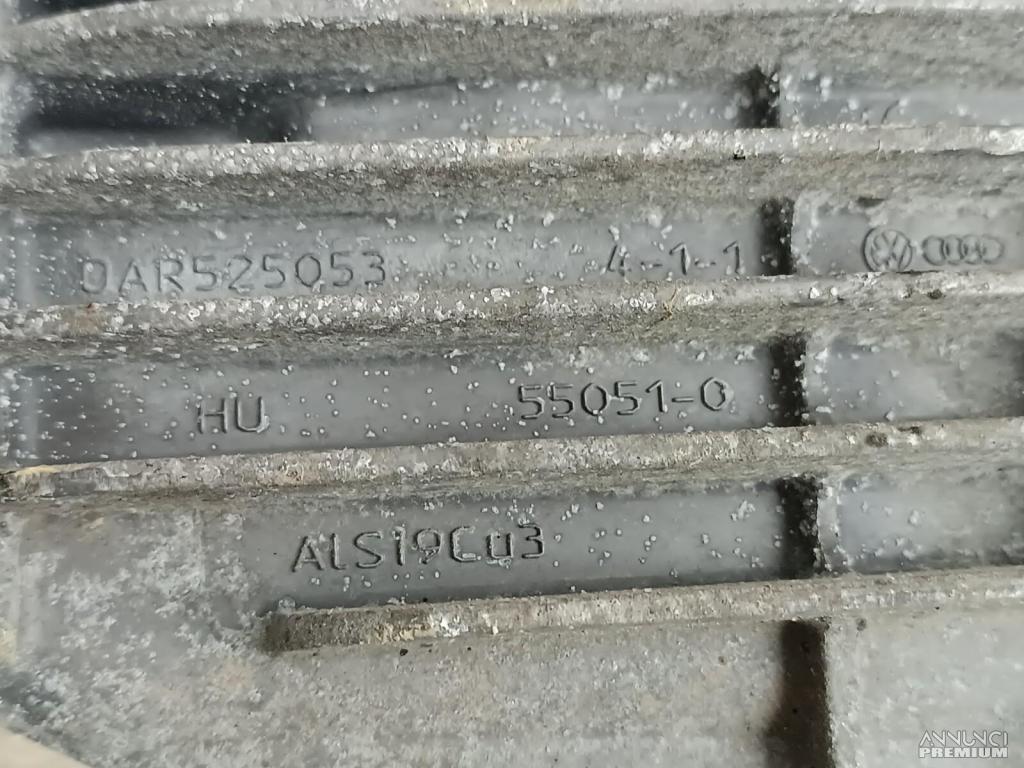 0AR525053 4-1-1
HU 55051-0
AlSi9Cu3
ANNUNCI
PREMIUM